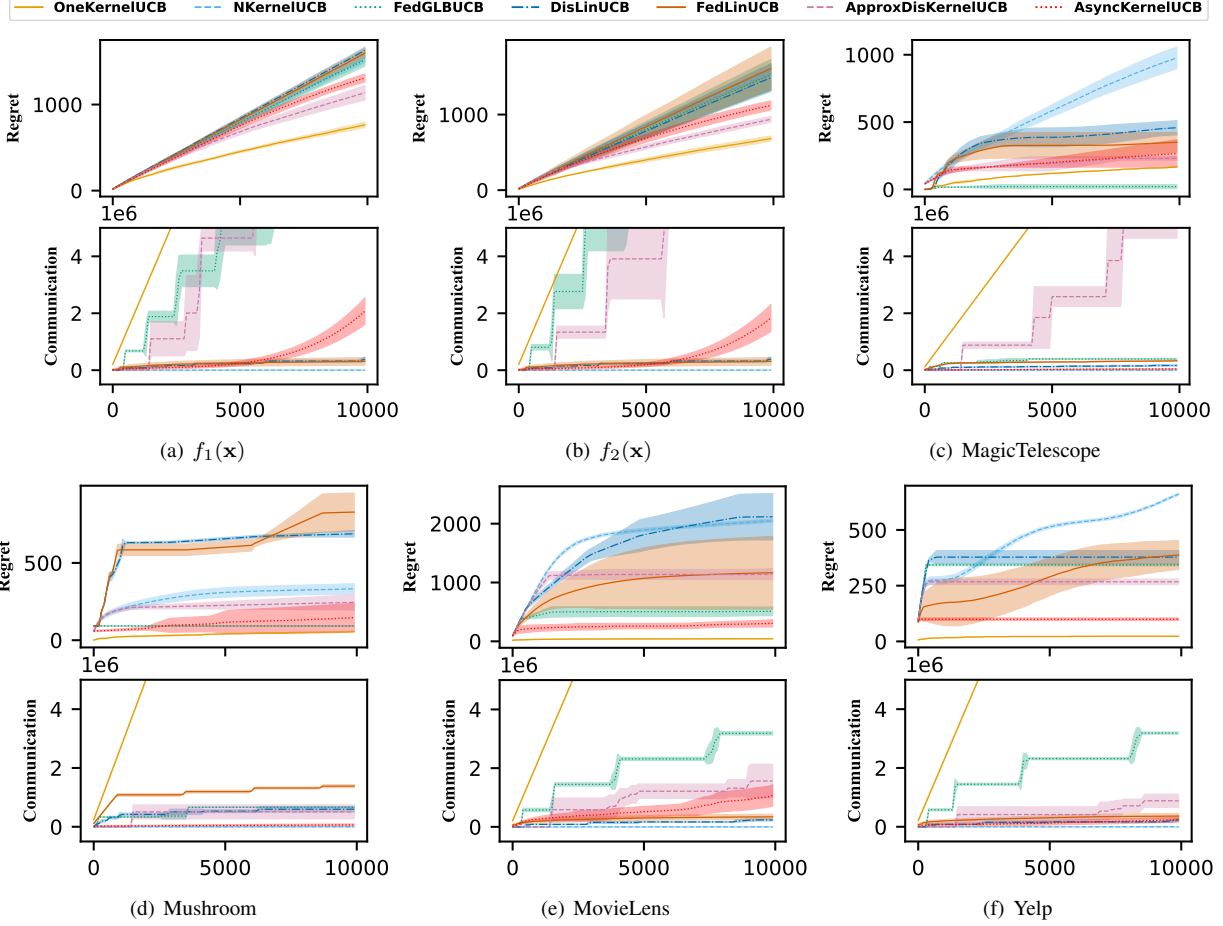 OneKernelUCB NKernelUCB FedGLBUCB DisLinUCB FedLinUCB ApproxDisKernelUCB AsyncKernelUCB
Regret
1000
0
Regret
1000
0
Regret
1000
500
0
1e6
Communication
4
2
0
0 5000 10000
1e6
Communication
4
2
0
0 5000 10000
1e6
Communication
4
2
0
0 5000 10000
(a) f1(x)
(b) f2(x)
(c) MagicTelescope
Regret
500
0
Regret
2000
1000
0
Regret
500
250
0
1e6
Communication
4
2
0
0 5000 10000
1e6
Communication
4
2
0
0 5000 10000
1e6
Communication
4
2
0
0 5000 10000
(d) Mushroom
(e) MovieLens
(f) Yelp